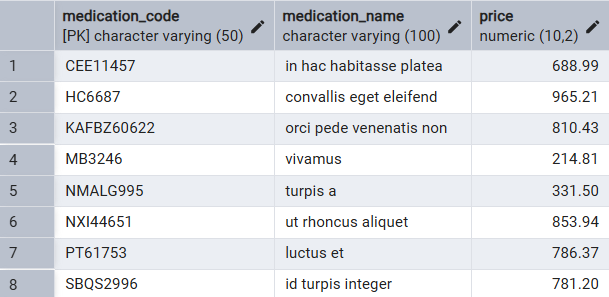 medication_code medication_name price
[PK] character varying (50) character varying (100) numeric (10,2)
1 CEE11457 in hac habitasse platea 688.99
2 HC6687 convallis eget eleifend 965.21
3 KAFBZ60622 orci pede venenatis non 810.43
4 MB3246 vivamus 214.81
5 NMALG995 turpis a 331.50
6 NXI44651 ut rhoncus aliquet 853.94
7 PT61753 luctus et 786.37
8 SBQS2996 id turpis integer 781.20